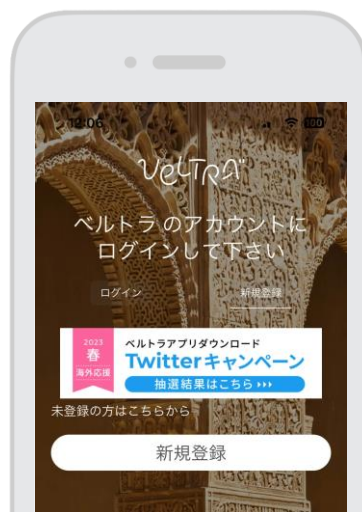 12:06
100
VELTRA
ベルトラ のアカウントに
ログインして下さい
ログイン 新規登録
2023
春
海外応援
ベルトラアプリダウンロード
Twitterキャンペーン
抽選結果はこちら ›››
未登録の方はこちらから
新規登録